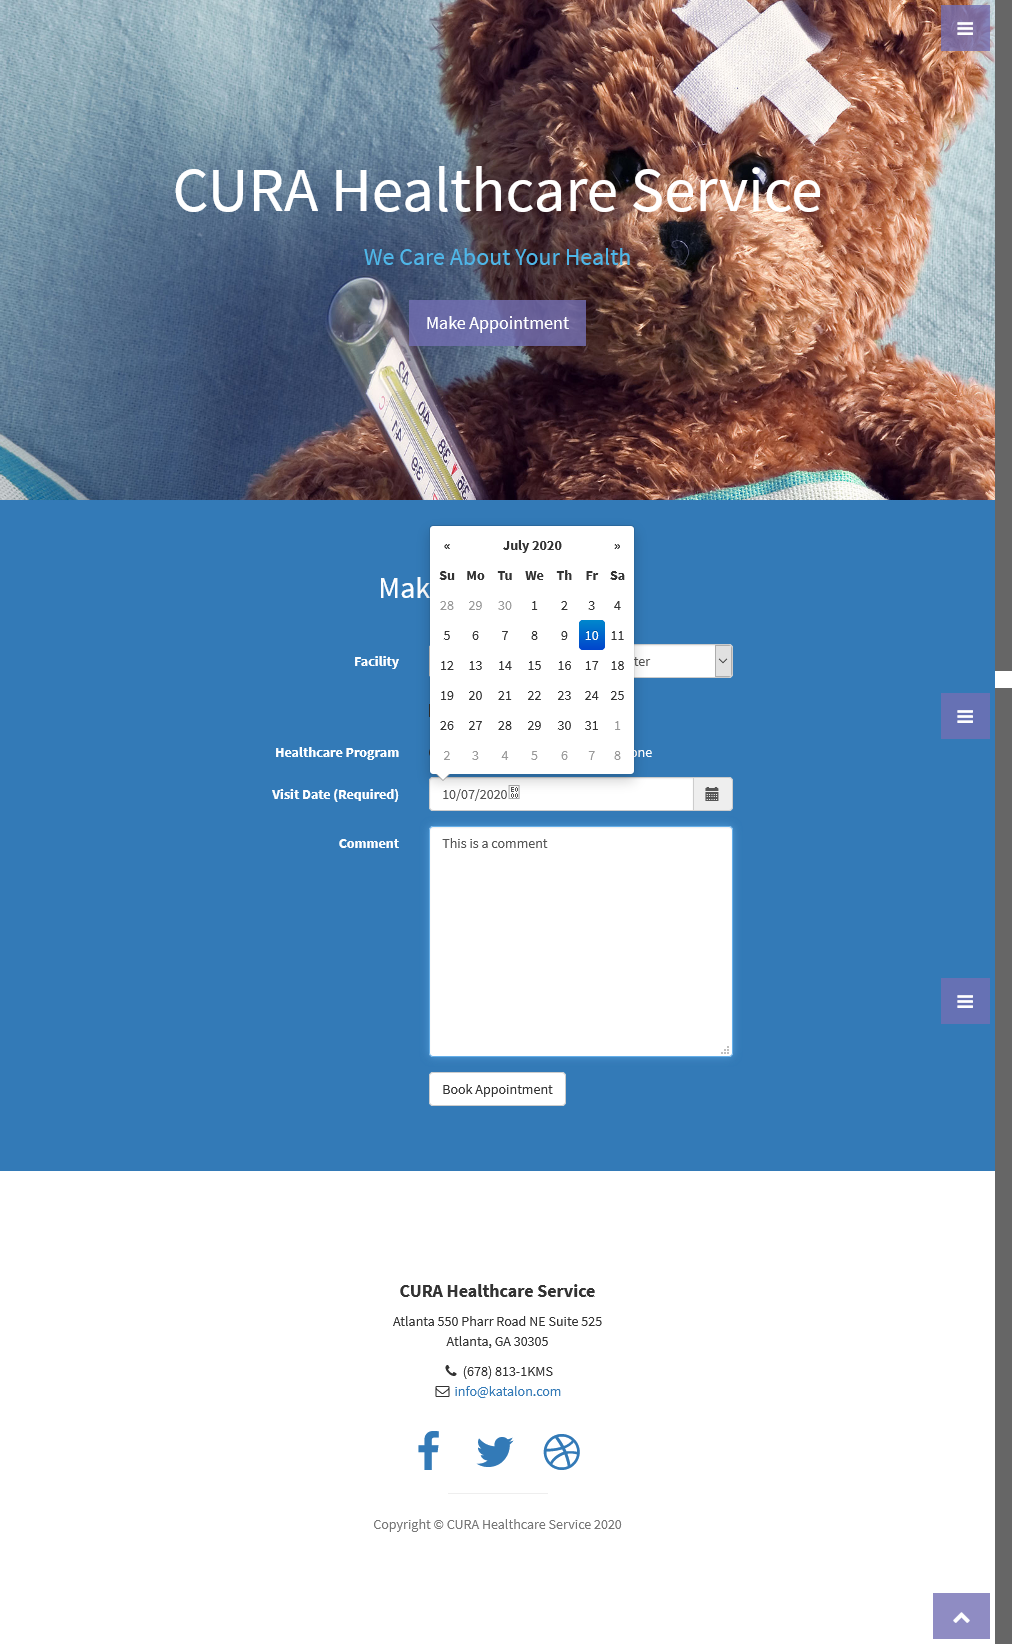 CURA Healthcare Service
We Care About Your Health
Make Appointment
« July 2020 »
Su Mo Tu We Th Fr Sa
28 29 30 1 2 3 4
5 6 7 8 9 10 11
12 13 14 15 16 17 18
19 20 21 22 23 24 25
26 27 28 29 30 31 1
2 3 4 5 6 7 8
Mak
Facility
ter
Healthcare Program
one
Visit Date (Required)
10/07/2020
Comment
This is a comment
Book Appointment
CURA Healthcare Service
Atlanta 550 Pharr Road NE Suite 525
Atlanta, GA 30305
(678) 813-1KMS
info@katalon.com
Copyright © CURA Healthcare Service 2020